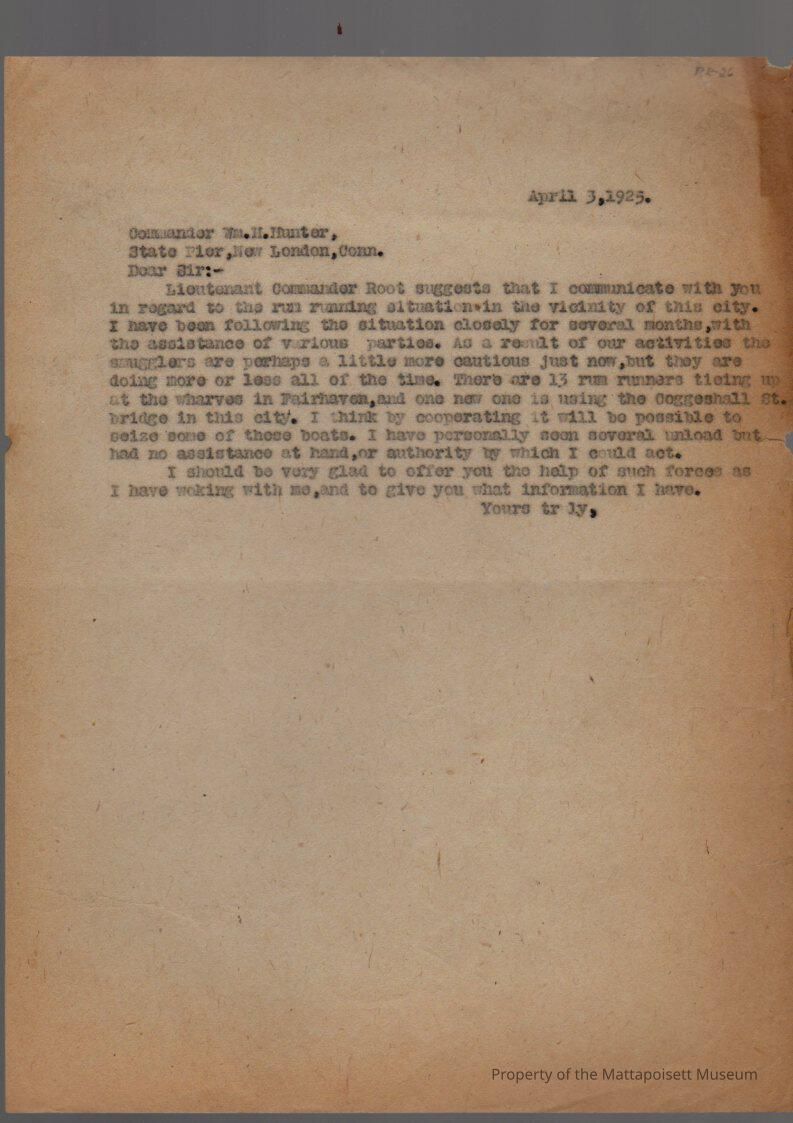 PR-26
April 3,1925.
Commander Wm.H.Hunter,
State Pier,New London,Conn.
Dear Sir:-
Lieutenant Commander Root suggests that I communicate with you
in regard to the rum running situation in the vicinity of this city.
I have been following the situation closely for several months,with
the assistance of various parties. As a result of our activities the
smugglers are perhaps a little more cautious just now,but they are
doing more or less all of the time. There are 13 rum runners tieing up
at the wharves in Fairhaven,and one new one is using the Coggeshall St.
bridge in this city. I think by cooperating it will be possible to
seize some of these boats. I have personally seen several unload but
had no assistance at hand,or authority by which I could act.
I should be very glad to offer you the help of such forces as
I have woking with me,and to give you what information I have.
Yours tr ly,
Property of the Mattapoisett Museum